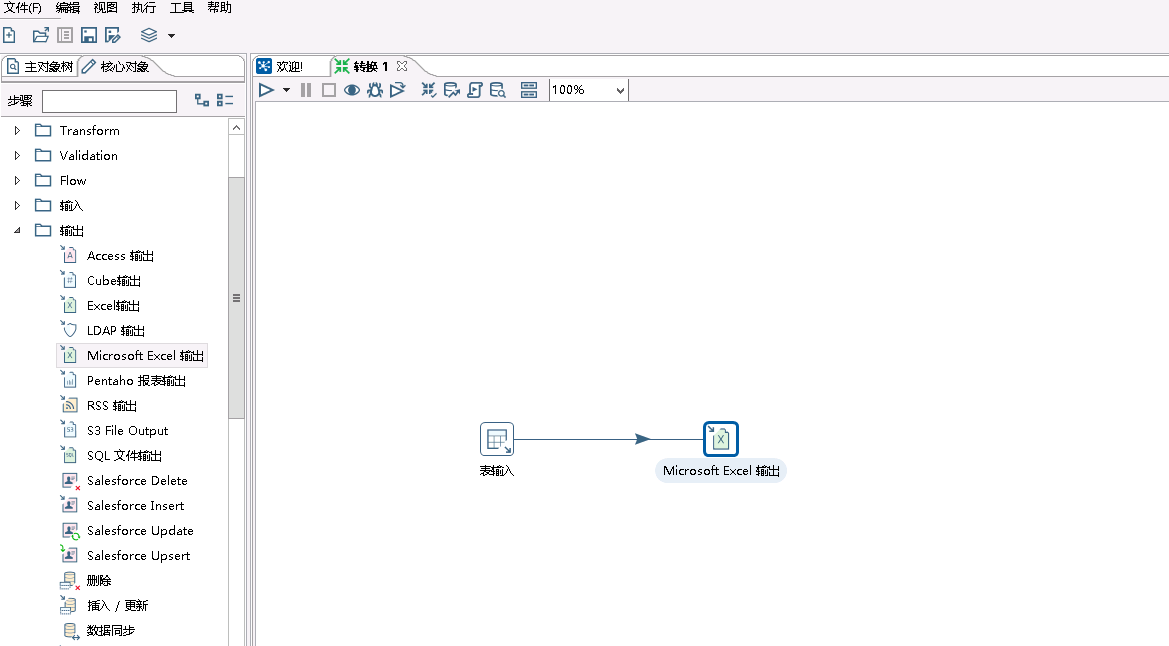 文件(F) 编辑 视图 执行 工具 帮助
主对象树 核心对象
欢迎! 转换 1
步骤
100%
Transform
Validation
Flow
输入
输出
Access 输出
Cube输出
Excel输出
LDAP 输出
Microsoft Excel 输出
Pentaho 报表输出
RSS 输出
S3 File Output
SQL 文件输出
Salesforce Delete
Salesforce Insert
Salesforce Update
Salesforce Upsert
删除
插入 / 更新
数据同步
表输入
Microsoft Excel 输出